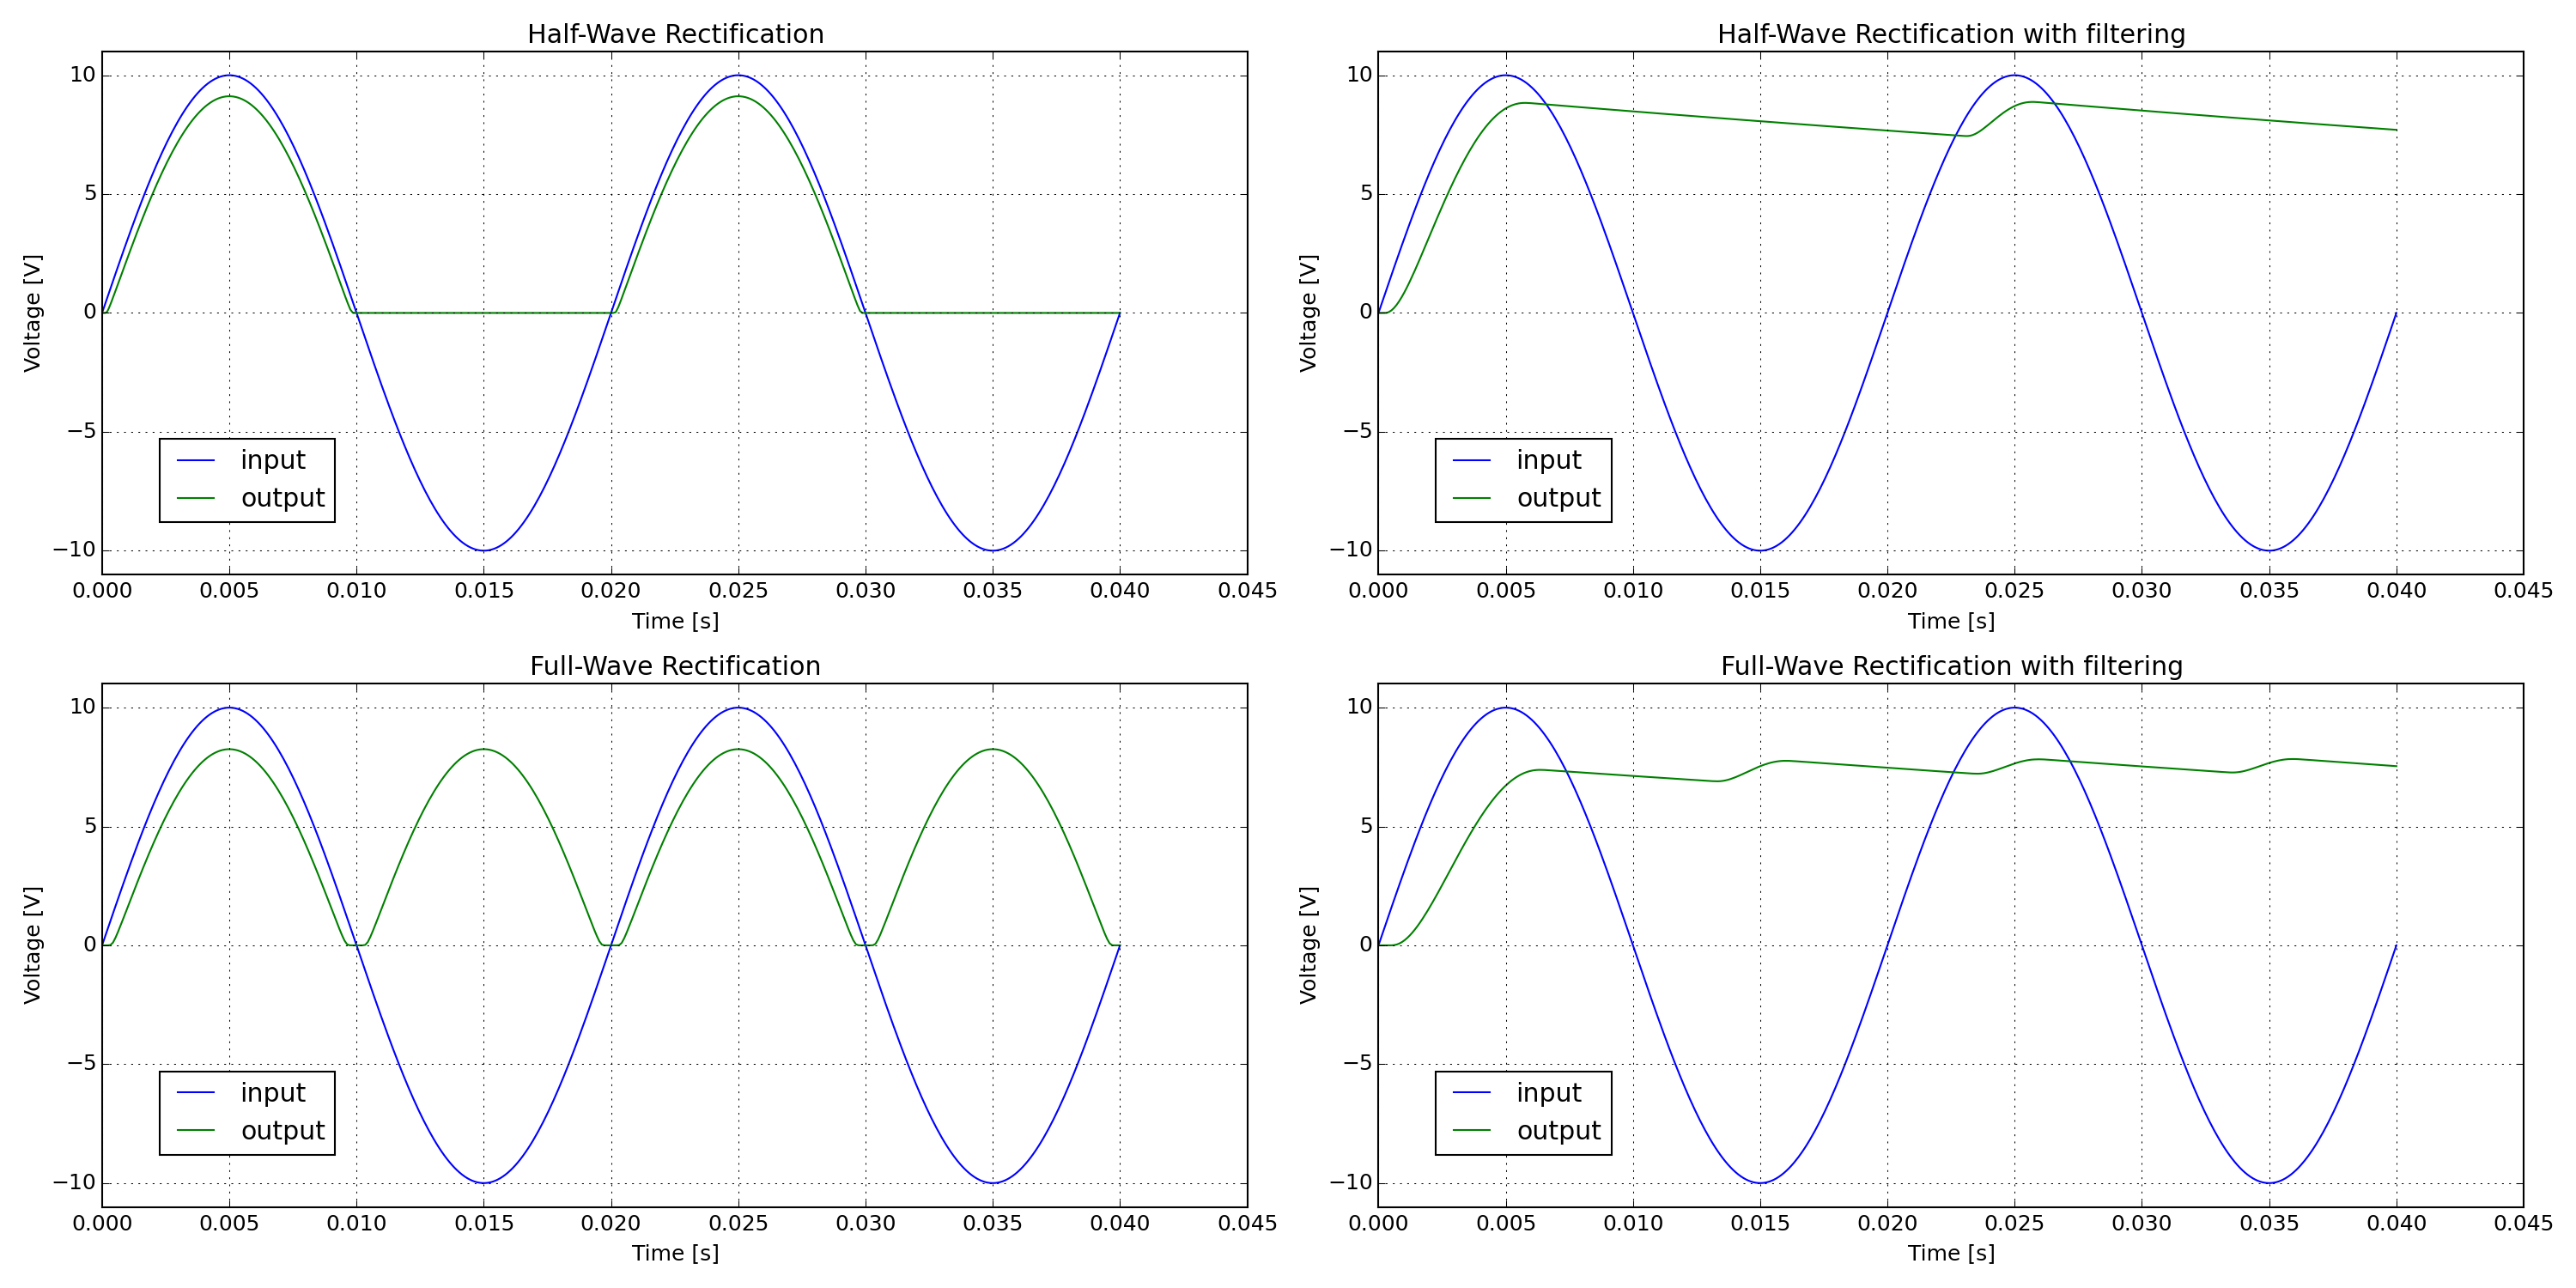 Half-Wave Rectification
Voltage [V]
10
5
0
−5
−10
input
output
0.000 0.005 0.010 0.015 0.020 0.025 0.030 0.035 0.040 0.045
Time [s]
Half-Wave Rectification with filtering
Voltage [V]
10
5
0
−5
−10
input
output
0.000 0.005 0.010 0.015 0.020 0.025 0.030 0.035 0.040 0.045
Time [s]
Full-Wave Rectification
Voltage [V]
10
5
0
−5
−10
input
output
0.000 0.005 0.010 0.015 0.020 0.025 0.030 0.035 0.040 0.045
Time [s]
Full-Wave Rectification with filtering
Voltage [V]
10
5
0
−5
−10
input
output
0.000 0.005 0.010 0.015 0.020 0.025 0.030 0.035 0.040 0.045
Time [s]